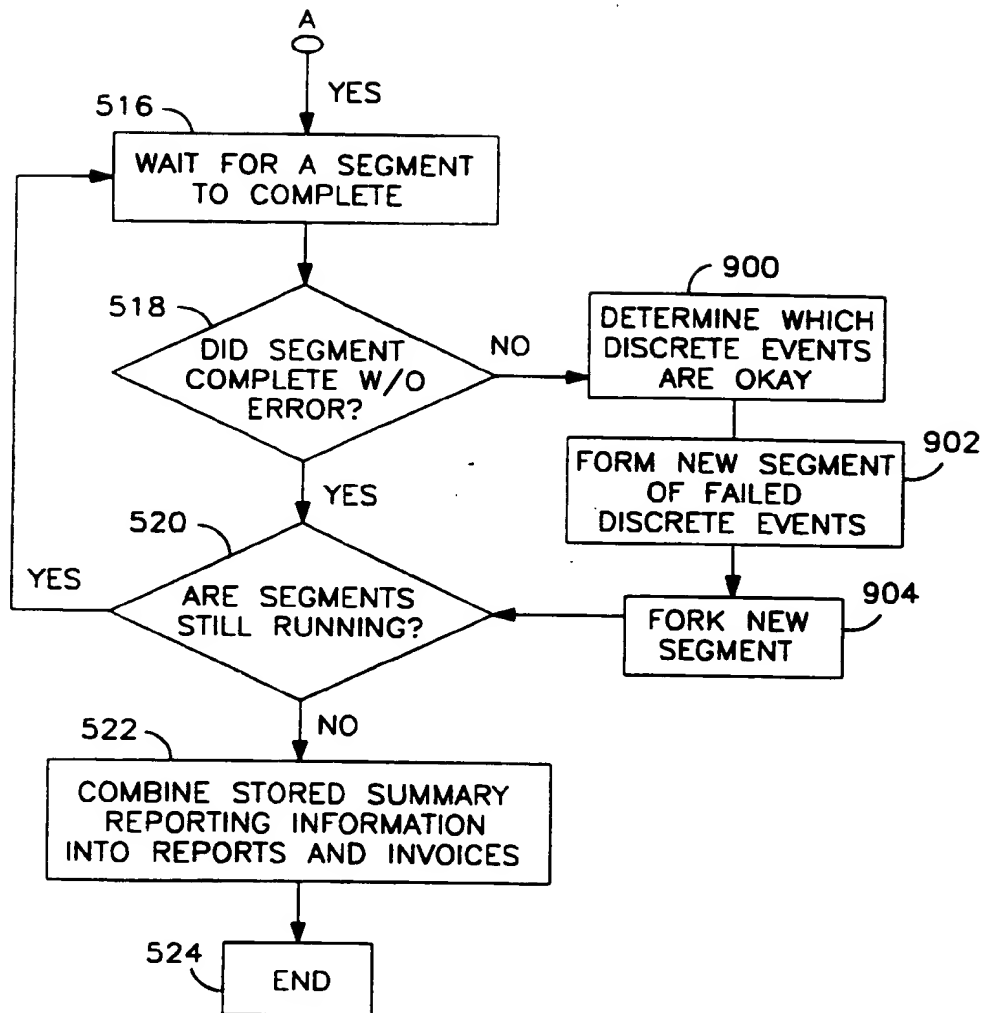 A
YES
516
WAIT FOR A SEGMENT
TO COMPLETE
518
DID SEGMENT
COMPLETE W/O
ERROR?
NO
900
DETERMINE WHICH
DISCRETE EVENTS
ARE OKAY
902
FORM NEW SEGMENT
OF FAILED
DISCRETE EVENTS
YES
520
YES
ARE SEGMENTS
STILL RUNNING?
904
FORK NEW
SEGMENT
NO
522
COMBINE STORED SUMMARY
REPORTING INFORMATION
INTO REPORTS AND INVOICES
524
END